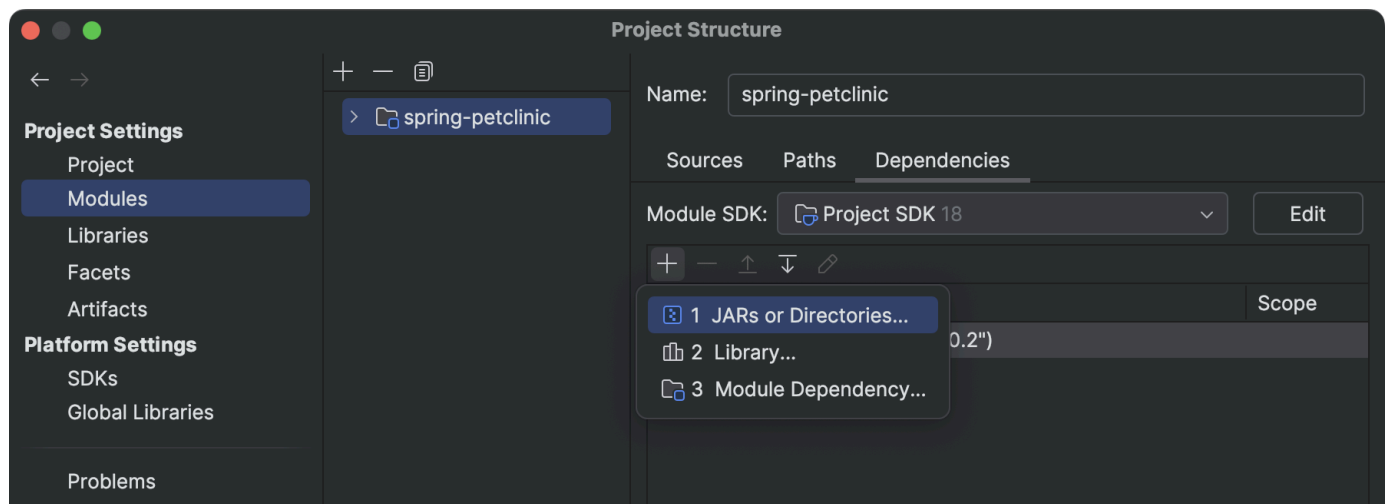 Project Structure
Project Settings
Project
Modules
Libraries
Facets
Artifacts
Platform Settings
SDKs
Global Libraries
Problems
spring-petclinic
Name: spring-petclinic
Sources Paths Dependencies
Module SDK: Project SDK 18 Edit
Scope
1 JARs or Directories...
2 Library...
3 Module Dependency...
0.2")